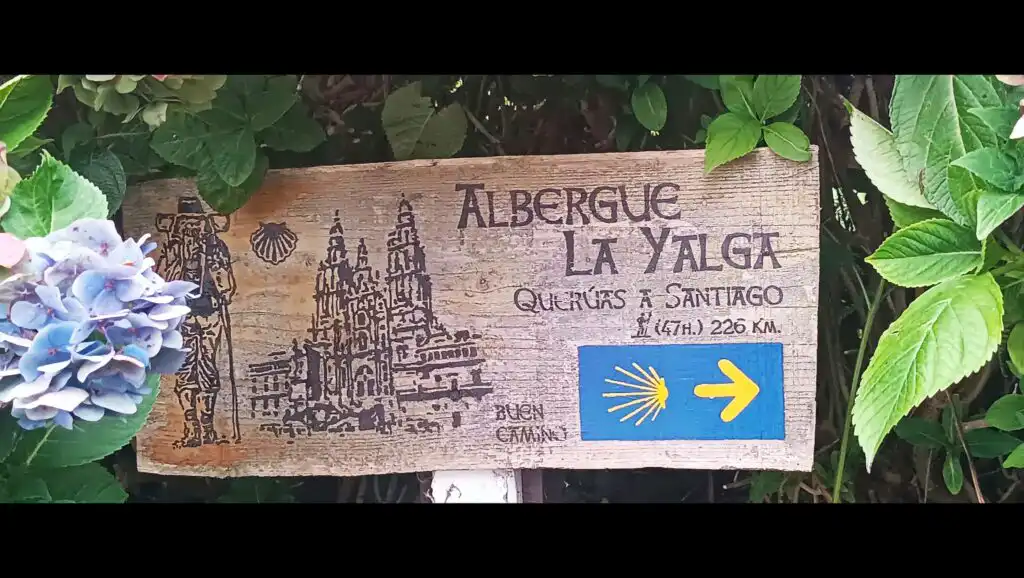 ALBERGUE
LA YALGA
QUERÚAS A SANTIAGO
(47H.) 226 KM.
BUEN
CAMINO